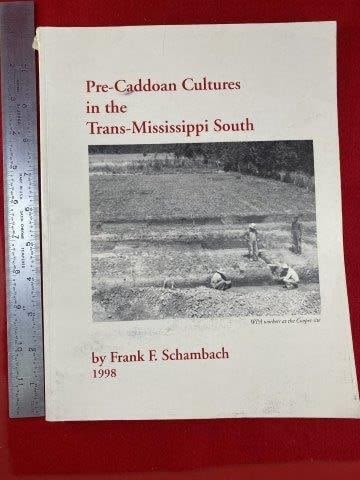 Pre-Caddoan Cultures
in the
Trans-Mississippi South
WPA workers at the Cooper site
by Frank F. Schambach
1998